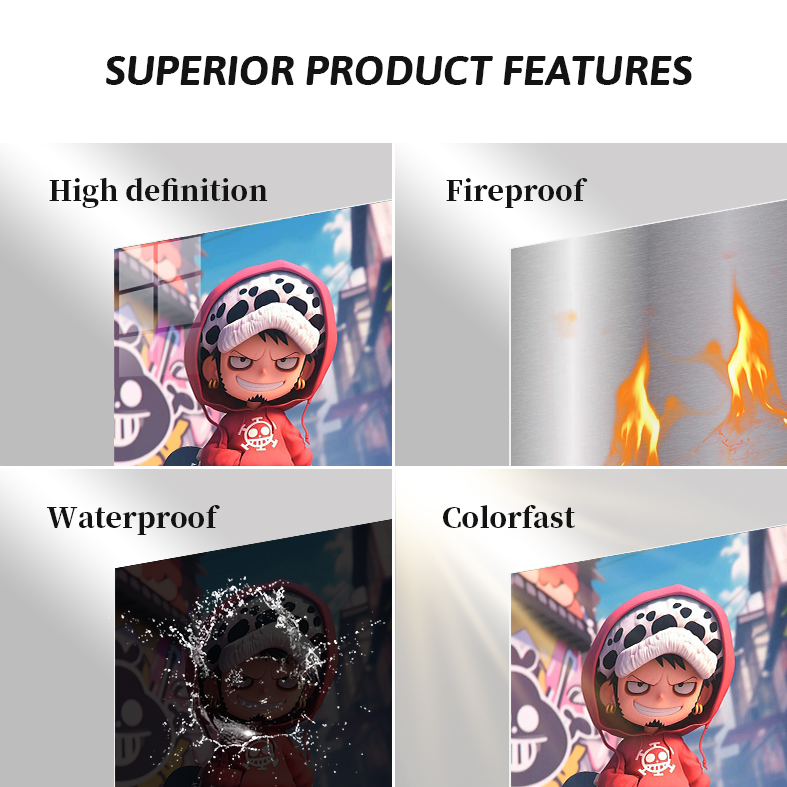 SUPERIOR PRODUCT FEATURES
High definition
Fireproof
Waterproof
Colorfast